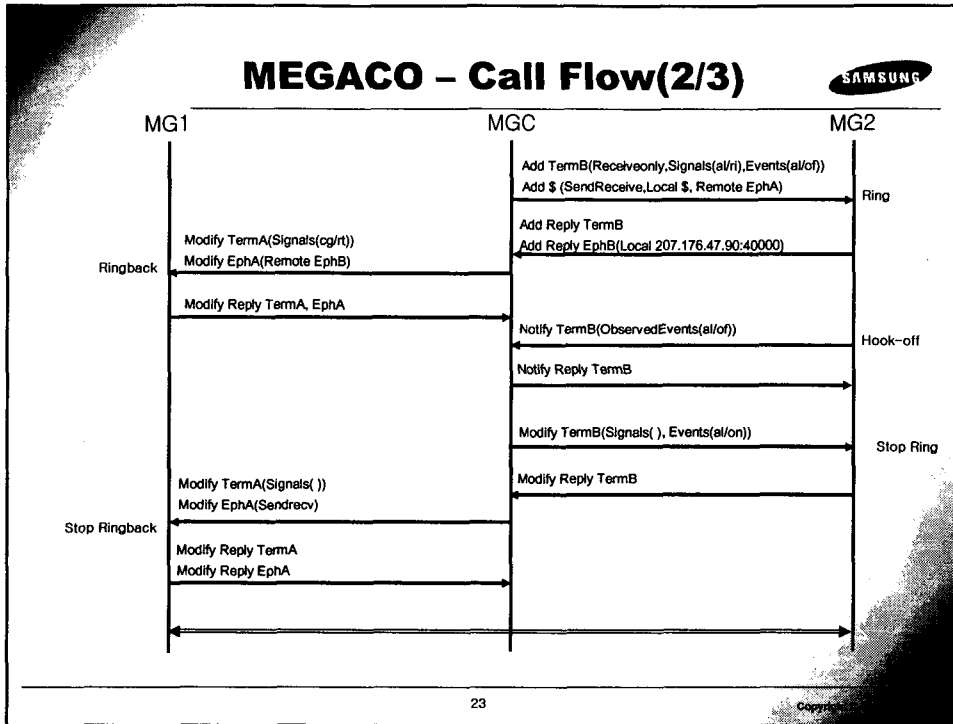 MEGACO – Call Flow(2/3)
SAMSUNG
MG1
MGC
MG2
Add TermB(Receiveonly,Signals(al/ri),Events(al/of))
Add $ (SendReceive,Local $, Remote EphA)
Ring
Add Reply TermB
Add Reply EphB(Local 207.176.47.90:40000)
Modify TermA(Signals(cg/rt))
Modify EphA(Remote EphB)
Ringback
Modify Reply TermA, EphA
Notify TermB(ObservedEvents(al/of))
Hook-off
Notify Reply TermB
Modify TermB(Signals( ), Events(al/on))
Stop Ring
Modify Reply TermB
Modify TermA(Signals( ))
Modify EphA(Sendrecv)
Stop Ringback
Modify Reply TermA
Modify Reply EphA
23